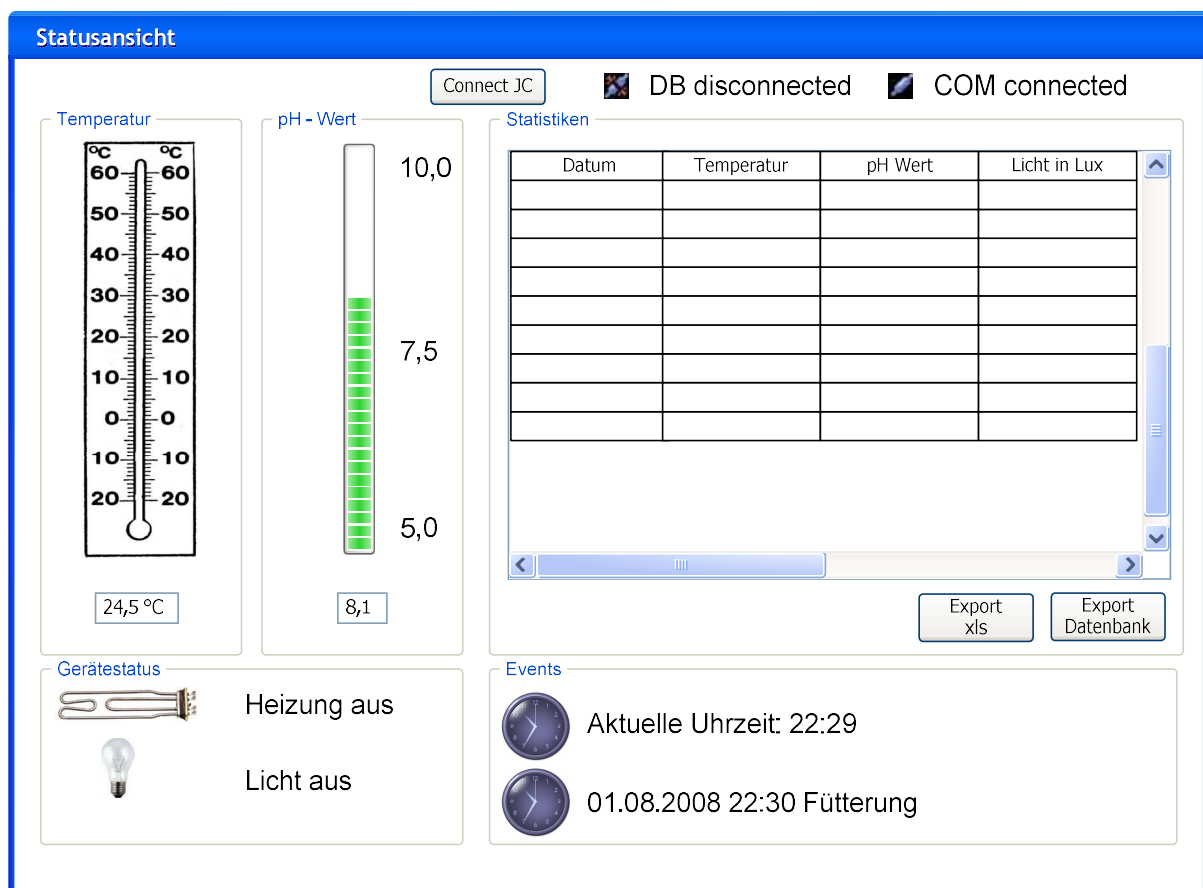 Statusansicht
Connect JC
DB disconnected
COM connected
Temperatur
°C °C
60 60
50 50
40 40
30 30
20 20
10 10
0 0
10 10
20 20
24,5 °C
pH - Wert
10,0
7,5
5,0
8,1
Statistiken
Datum Temperatur pH Wert Licht in Lux
Export
xls
Export
Datenbank
Gerätestatus
Heizung aus
Licht aus
Events
Aktuelle Uhrzeit: 22:29
01.08.2008 22:30 Fütterung